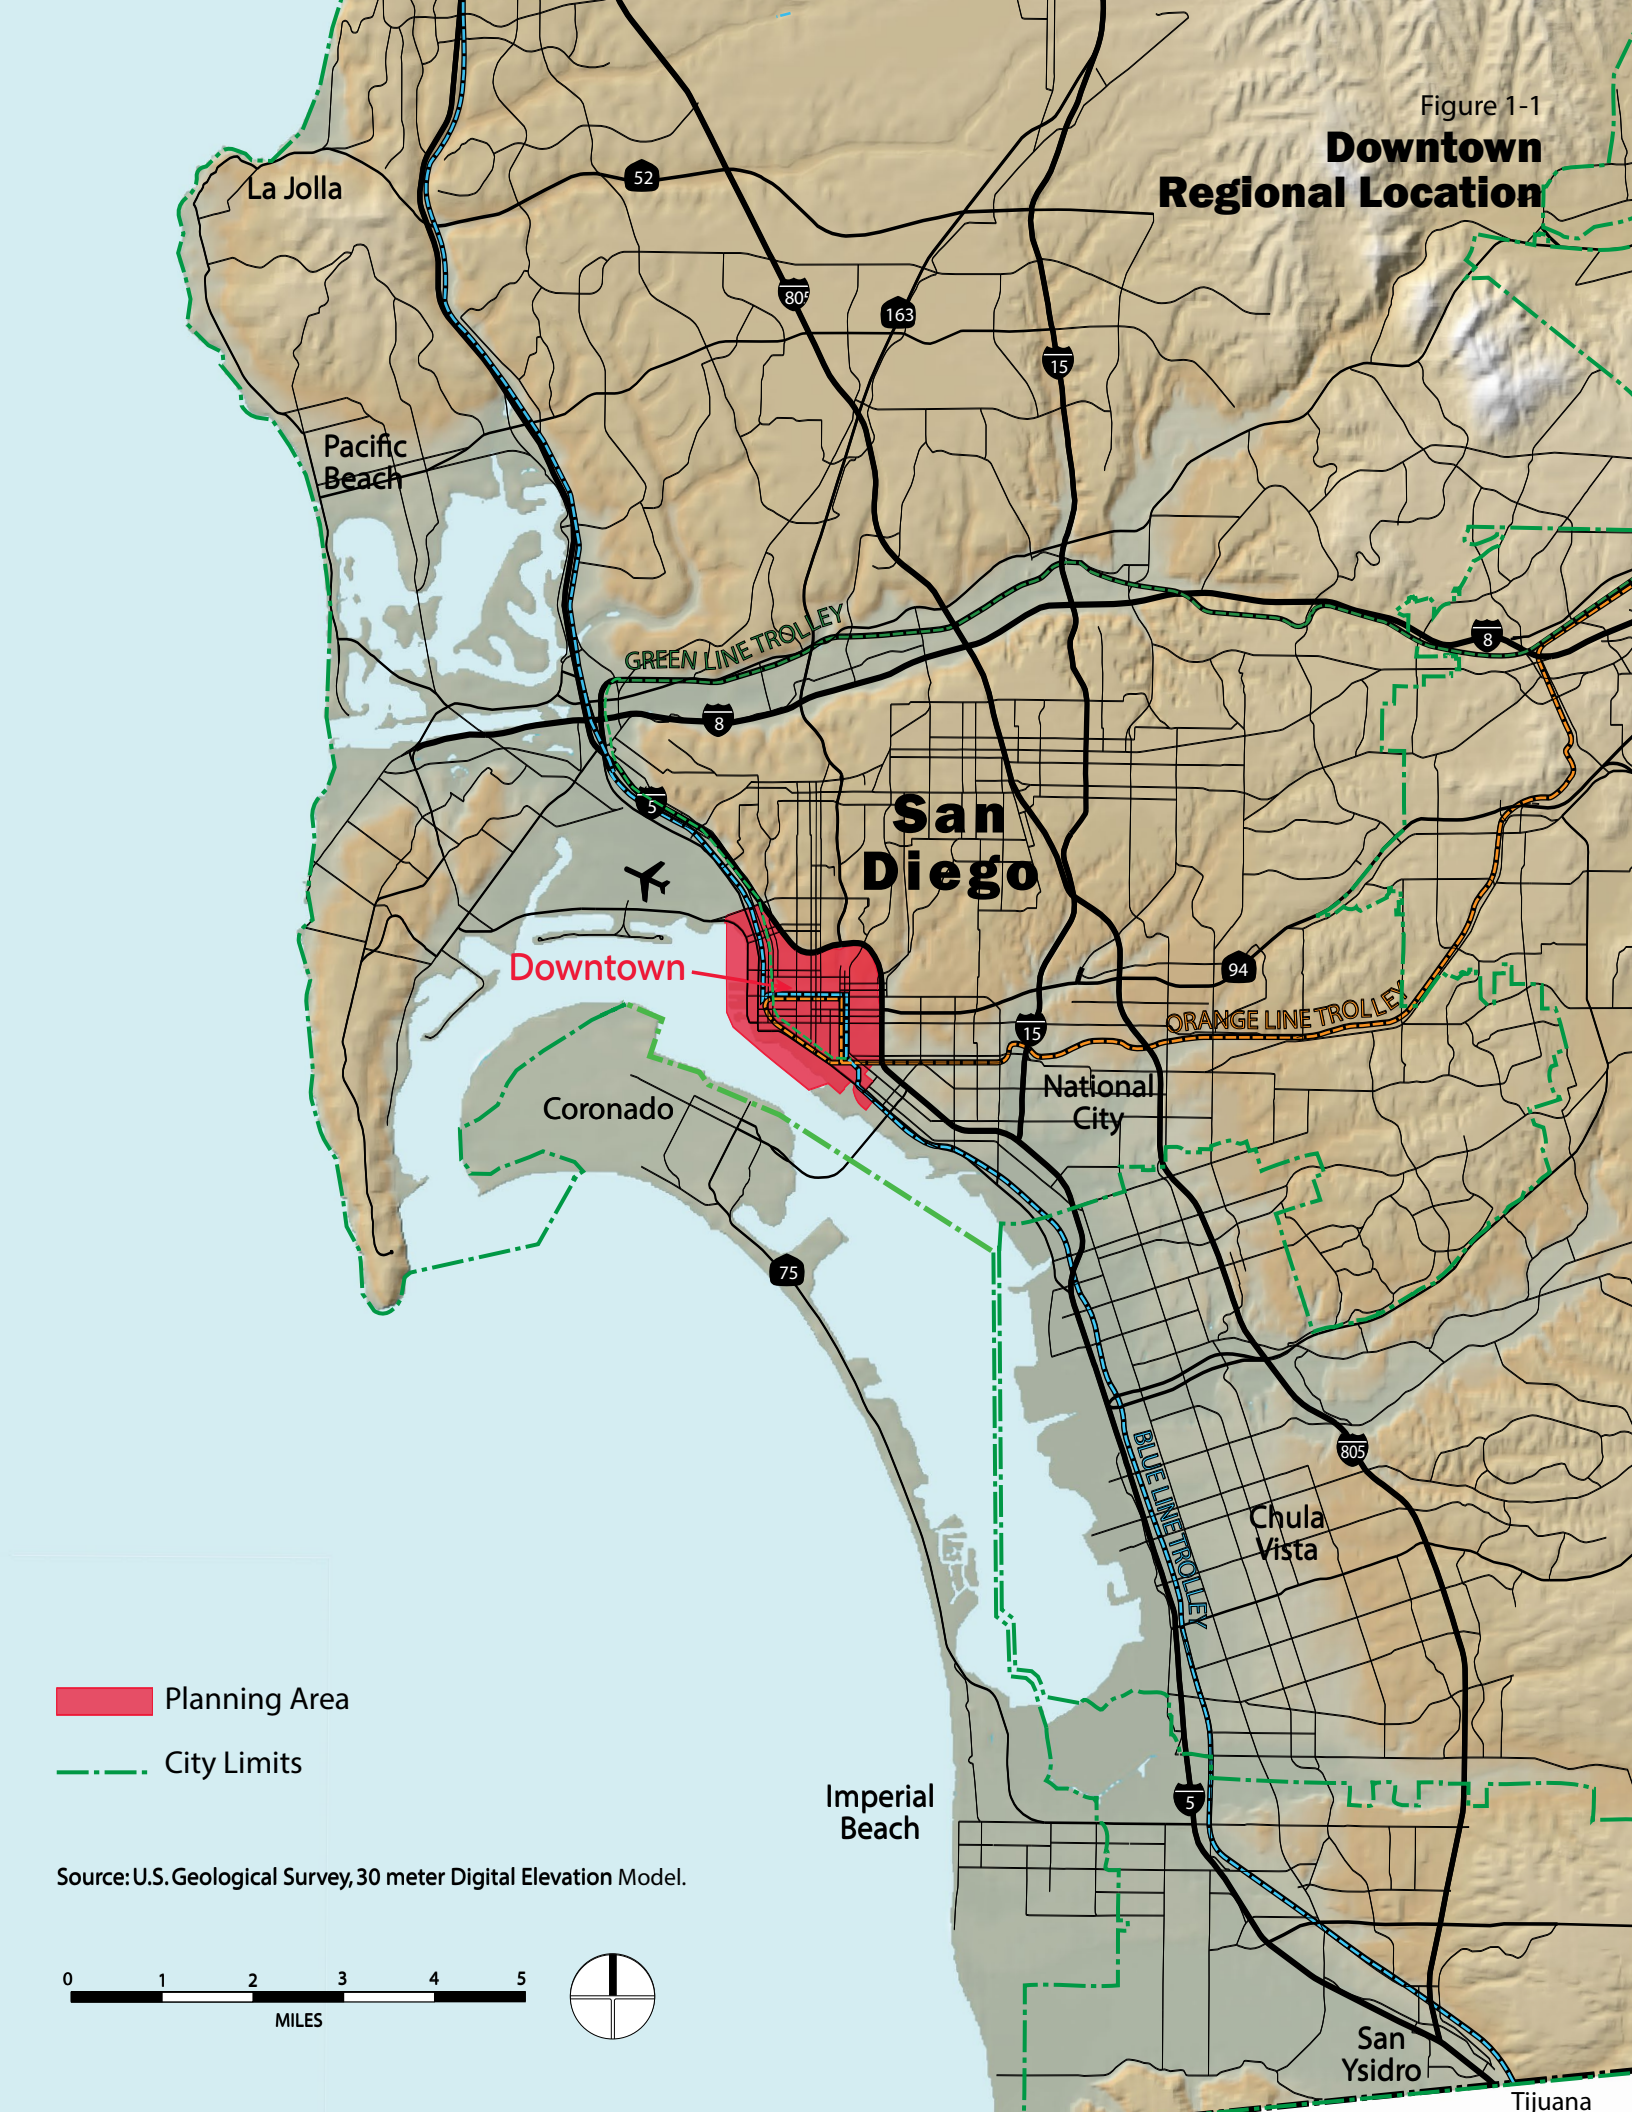 Figure 1-1
Downtown
Regional Location
La Jolla
52
805
163
15
Pacific
Beach
GREEN LINE TROLLEY
8
8
5
San
Diego
Downtown
94
15
ORANGE LINE TROLLEY
National
City
Coronado
75
805
BLUE LINE TROLLEY
Chula
Vista
Planning Area
City Limits
Imperial
Beach
5
Source: U.S. Geological Survey, 30 meter Digital Elevation Model.
0 1 2 3 4 5
MILES
San
Ysidro
Tijuana